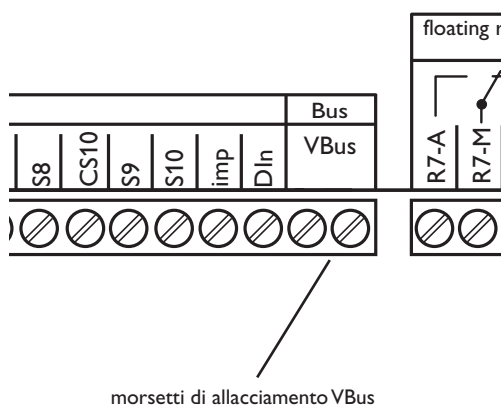 floating
Bus
VBus
S8
CS10
S9
S10
imp
DIn
R7-A
R7-M
morsetti di allacciamento VBus